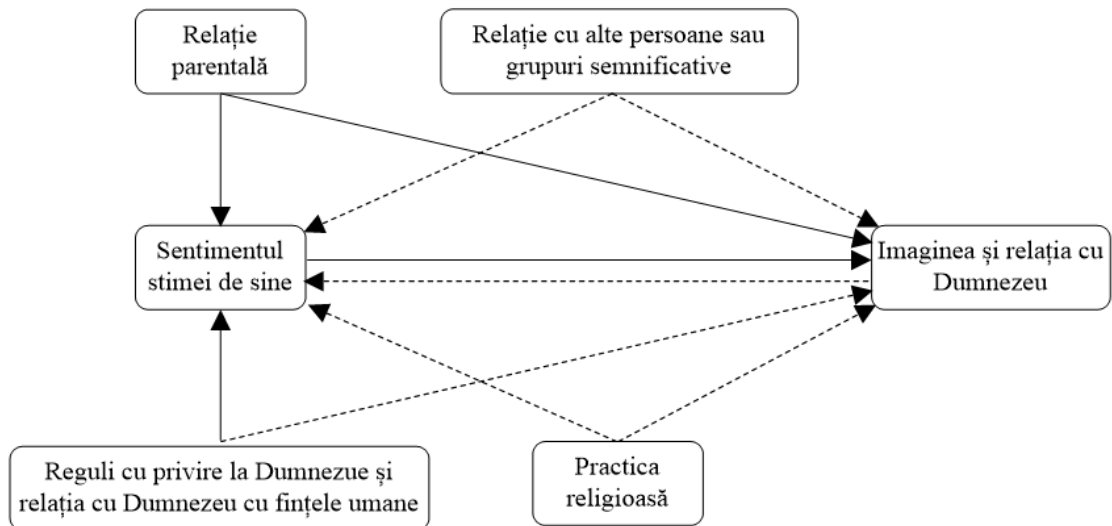 Relație
parentală
Relație cu alte persoane sau
grupuri semnificative
Sentimentul
stimei de sine
Imaginea și relația cu
Dumnezeu
Reguli cu privire la Dumnezue și
relația cu Dumnezeu cu fințele umane
Practica
religioasă